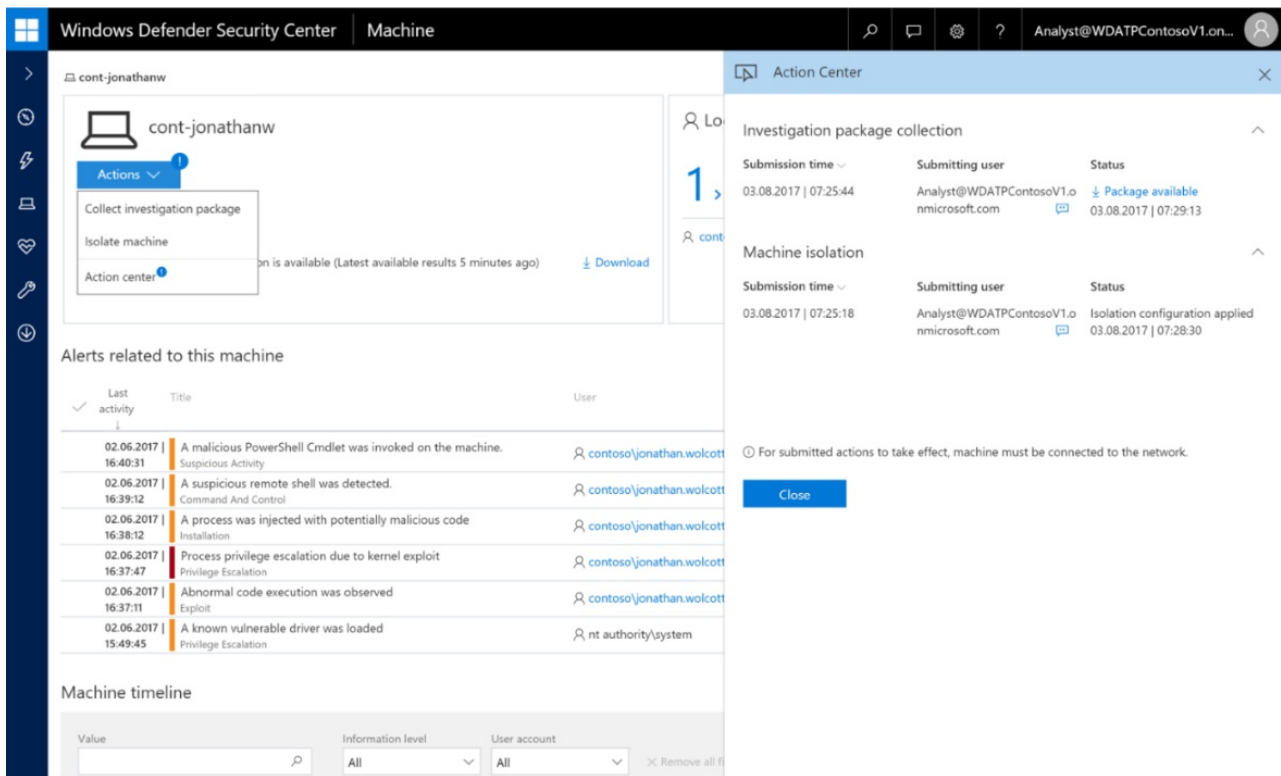 Windows Defender Security Center
Machine
Analyst@WDATPContosoV1.on...
cont-jonathanw
cont-jonathanw
Actions
!
Collect investigation package
Isolate machine
Action center
on is available (Latest available results 5 minutes ago)
Download
Lo
1,
cont
Alerts related to this machine
Last
activity
Title
User
02.06.2017 |
16:40:31
A malicious PowerShell Cmdlet was invoked on the machine.
Suspicious Activity
contoso\jonathan.wolcott
02.06.2017 |
16:39:12
A suspicious remote shell was detected.
Command And Control
contoso\jonathan.wolcott
02.06.2017 |
16:38:12
A process was injected with potentially malicious code
Installation
contoso\jonathan.wolcott
02.06.2017 |
16:37:47
Process privilege escalation due to kernel exploit
Privilege Escalation
contoso\jonathan.wolcott
02.06.2017 |
16:37:11
Abnormal code execution was observed
Exploit
contoso\jonathan.wolcott
02.06.2017 |
15:49:45
A known vulnerable driver was loaded
Privilege Escalation
nt authority\system
Machine timeline
Value
Information level
All
User account
All
Remove all fi
Action Center
Investigation package collection
Submission time
Submitting user
Status
03.08.2017 | 07:25:44
Analyst@WDATPContosoV1.o
nmicrosoft.com
Package available
03.08.2017 | 07:29:13
Machine isolation
Submission time
Submitting user
Status
03.08.2017 | 07:25:18
Analyst@WDATPContosoV1.o
nmicrosoft.com
Isolation configuration applied
03.08.2017 | 07:28:30
For submitted actions to take effect, machine must be connected to the network.
Close